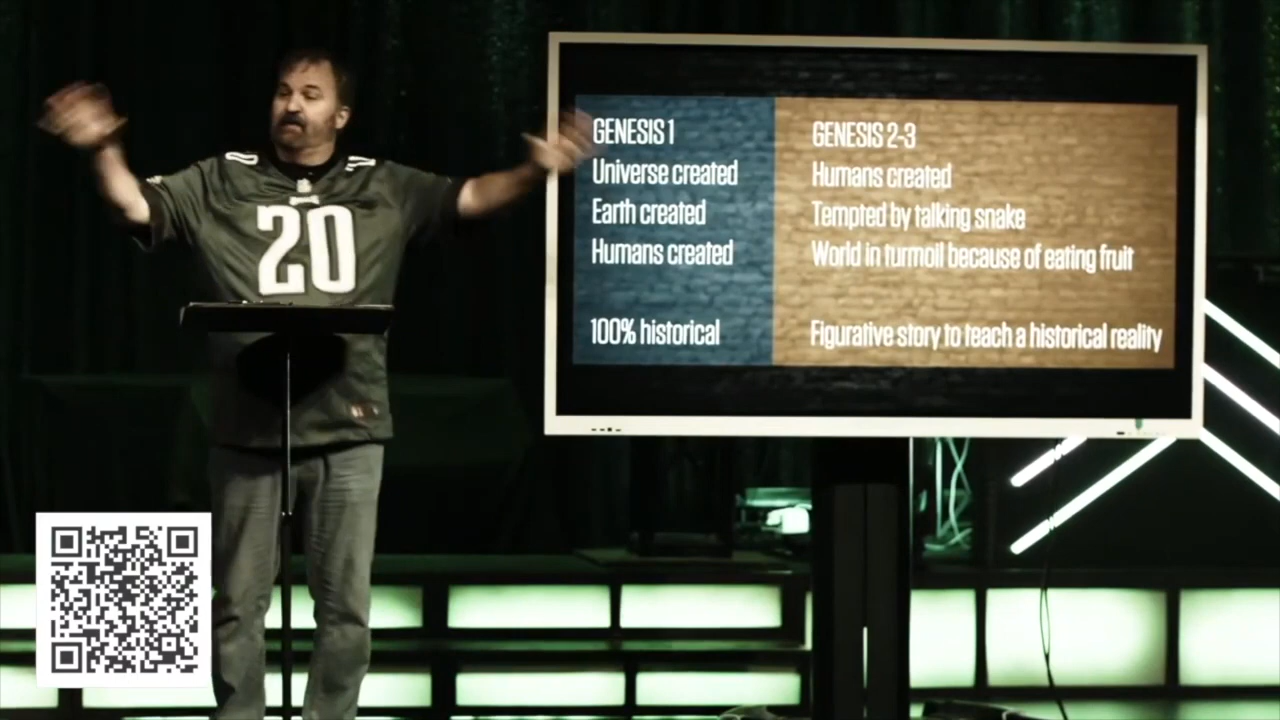 20
GENESIS 1
Universe created
Earth created
Humans created
100% historical
GENESIS 2-3
Humans created
Tempted by talking snake
World in turmoil because of eating fruit
Figurative story to teach a historical reality